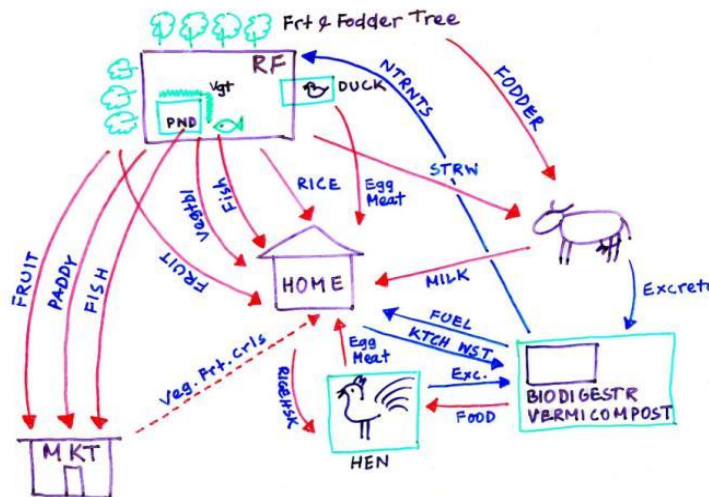 Frt & Fodder Tree
RF
Vgt
DUCK
PND
NTRNTS
FODDER
STRW
RICE
Egg
Meat
Fish
Vegtbl
FRUIT
FRUIT
PADDY
FISH
HOME
MILK
Excrete
FUEL
KTCH WST
Veg. Frt. Crls
Egg
Meat
RICE HSK
Exc.
FOOD
BIODIGESTR
VERMICOMPOST
MKT
HEN